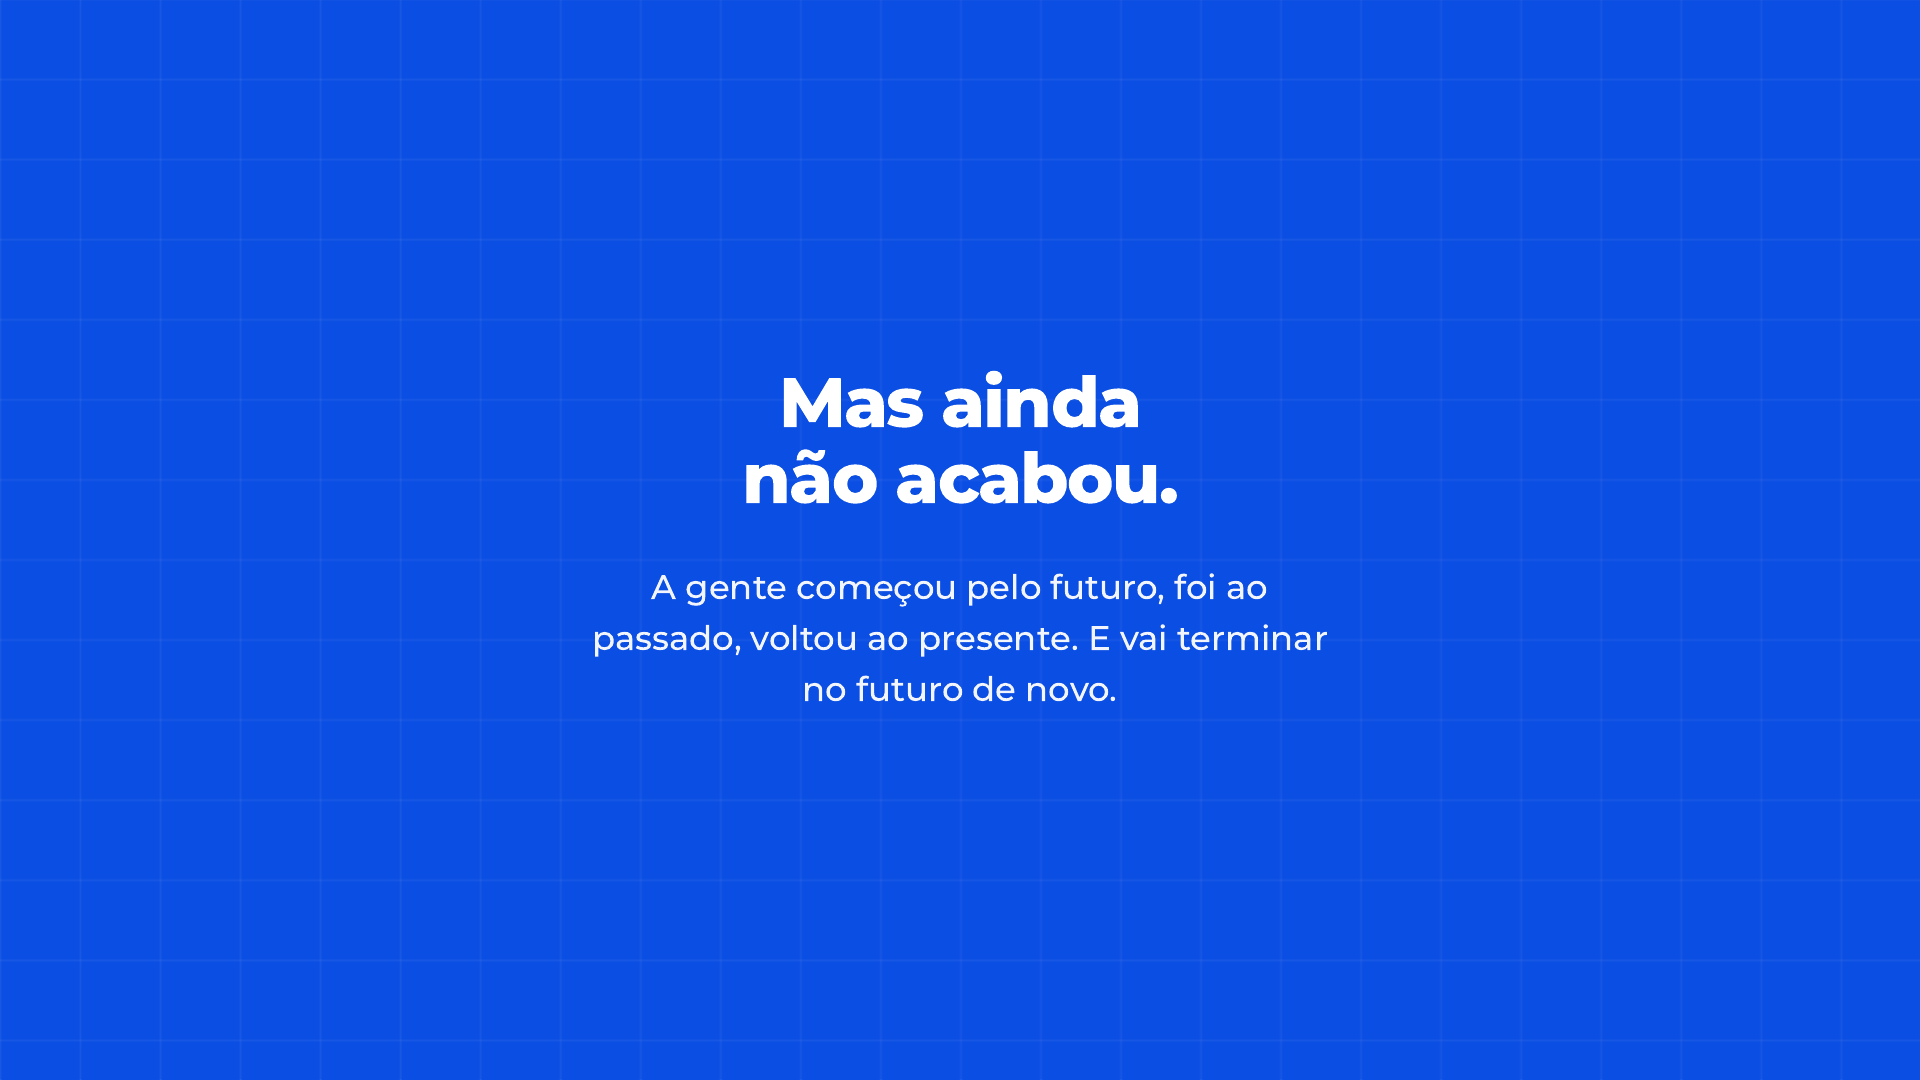 Mas ainda
não acabou.
A gente começou pelo futuro, foi ao
passado, voltou ao presente. E vai terminar
no futuro de novo.